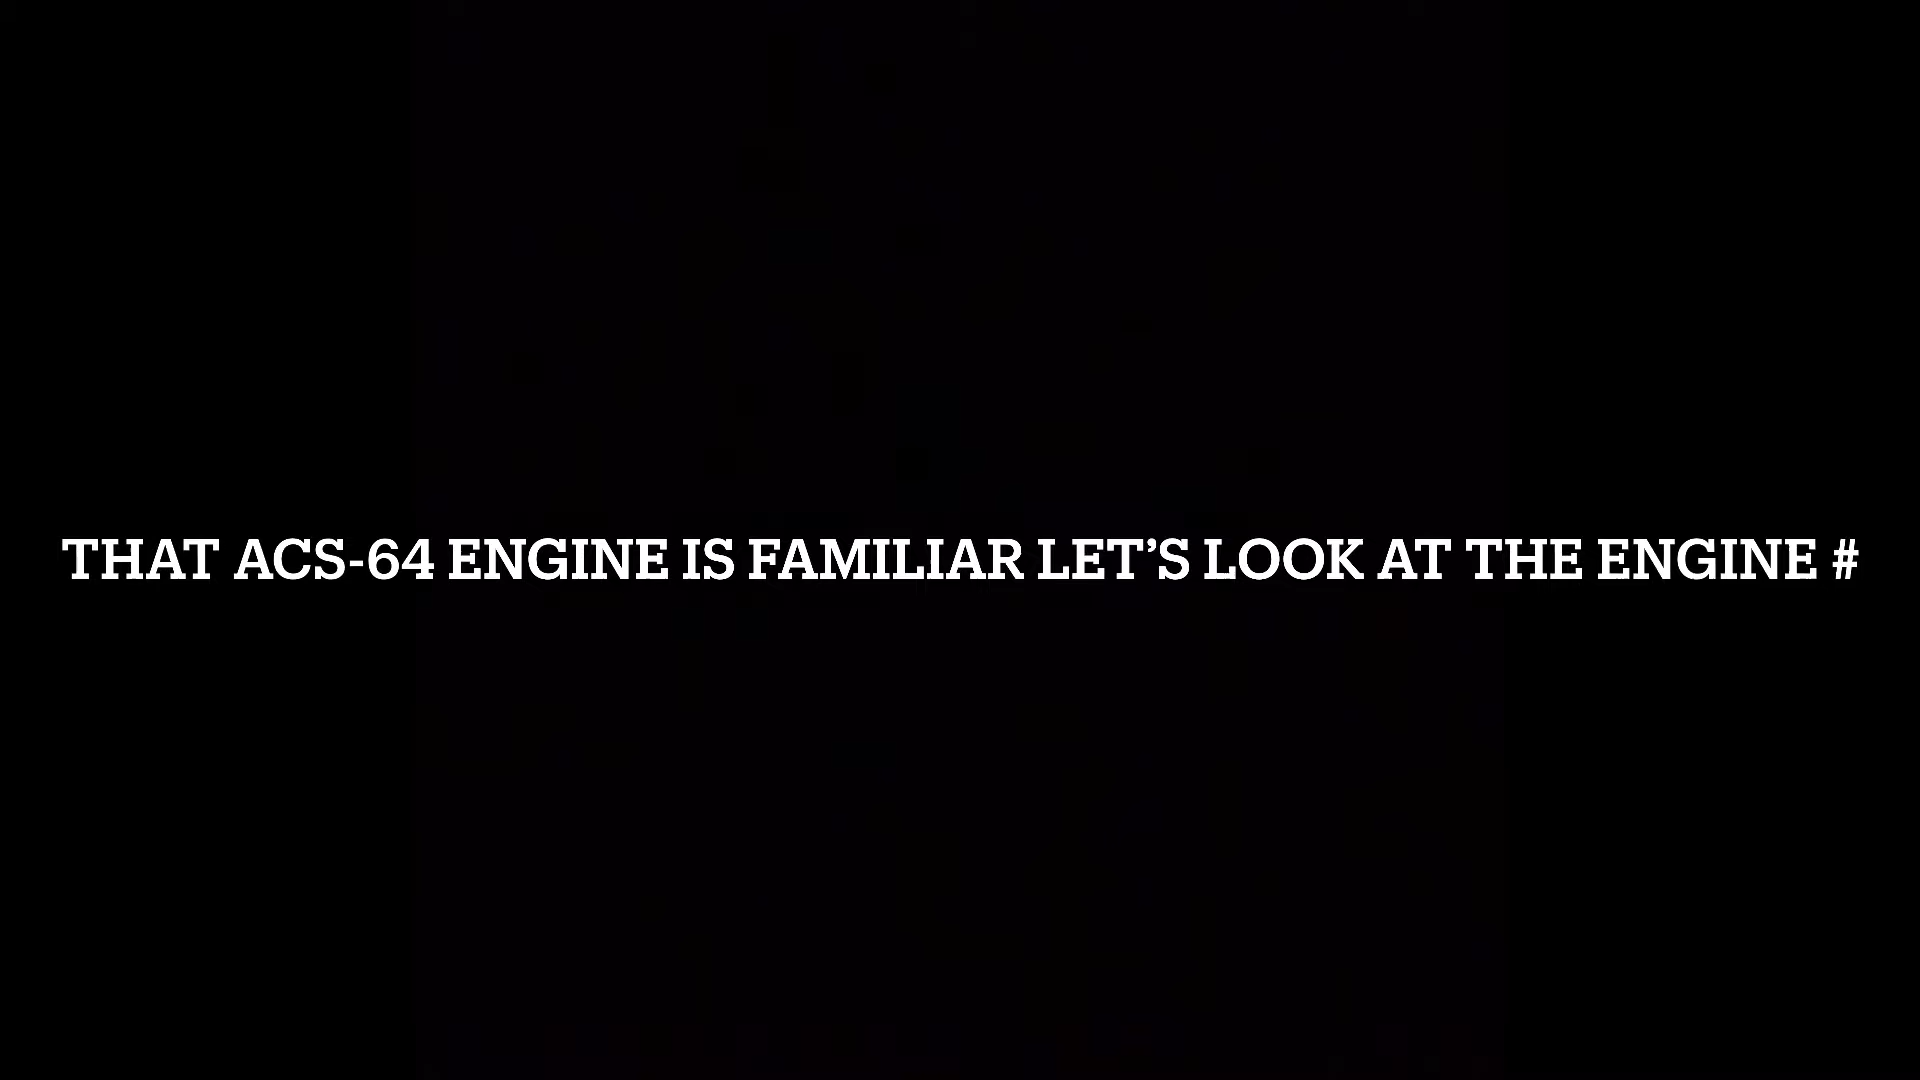 THAT ACS-64 ENGINE IS FAMILIAR LET’S LOOK AT THE ENGINE #